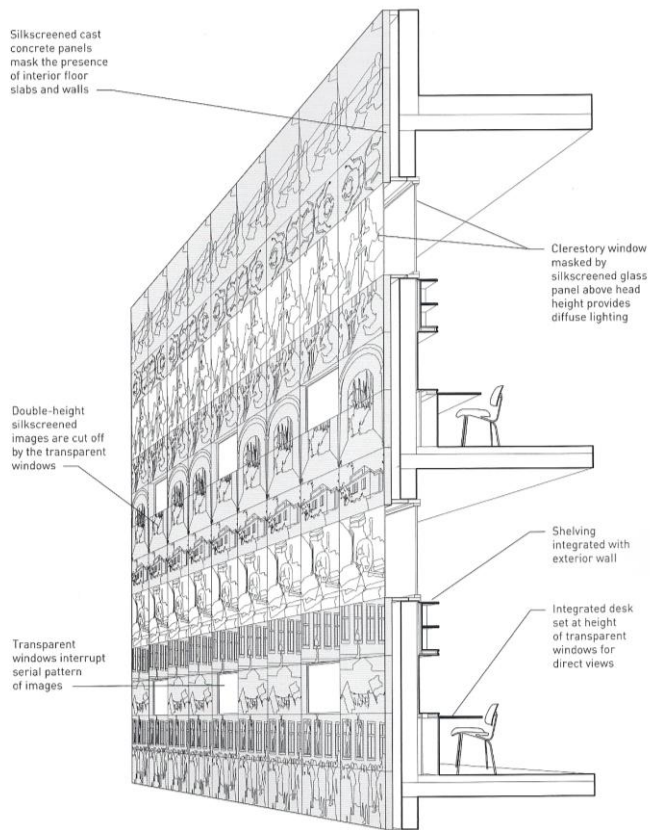 Silkscreened cast
concrete panels
mask the presence
of interior floor
slabs and walls
Clerestory window
masked by
silkscreened glass
panel above head
height provides
diffuse lighting
Double-height
silkscreened
images are cut off
by the transparent
windows
Shelving
integrated with
exterior wall
Integrated desk
set at height
of transparent
windows for
direct views
Transparent
windows interrupt
serial pattern
of images